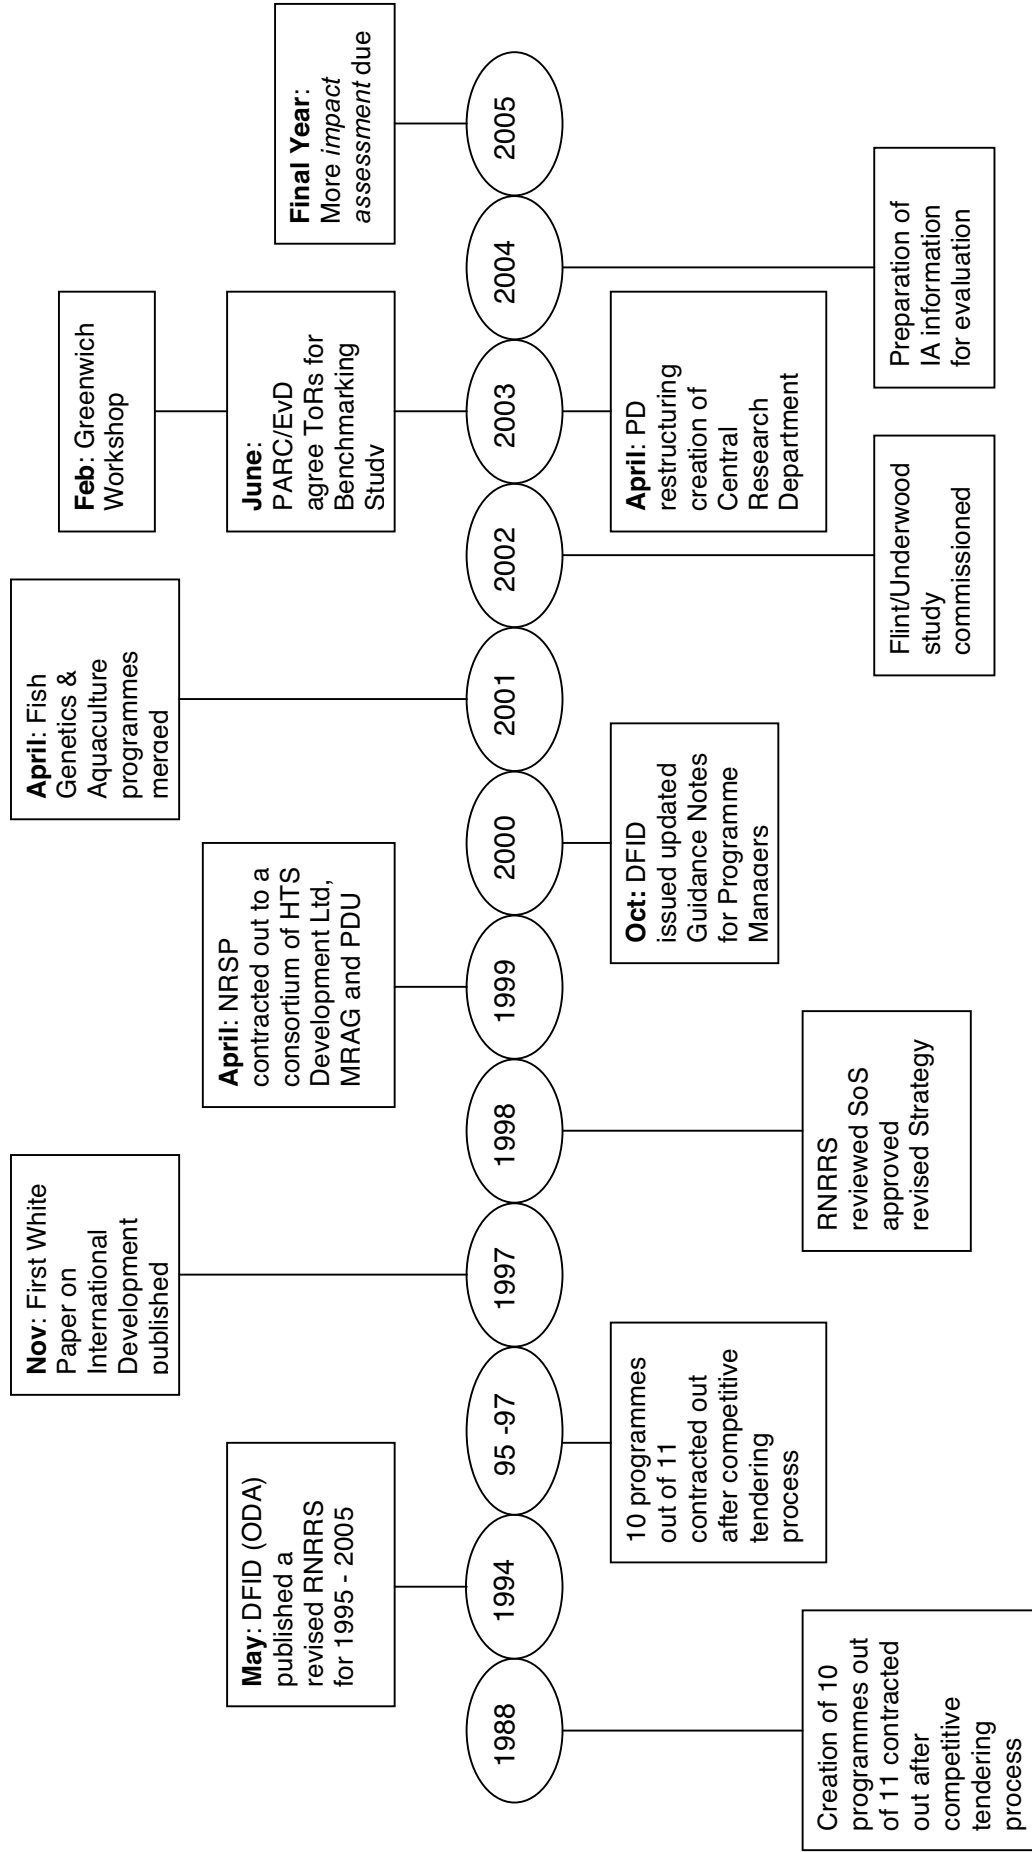 Creation of 10
programmes out
of 11 contracted
out after
competitive
tendering
process
1988
May: DFID (ODA)
published a
revised RNRRS
for 1995 - 2005
1994
95 -97
10 programmes
out of 11
contracted out
after competitive
tendering
process
Nov: First White
Paper on
International
Development
published
1997
1998
RNRRS
reviewed SoS
approved
revised Strategy
April: NRSP
contracted out to a
consortium of HTS
Development Ltd,
MRAG and PDU
1999
2000
Oct: DFID
issued updated
Guidance Notes
for Programme
Managers
April: Fish
Genetics &
Aquaculture
programmes
merged
2001
2002
Flint/Underwood
study
commissioned
Feb: Greenwich
Workshop
June:
PARC/EvD
agree ToRs for
Benchmarking
Study
2003
April: PD
restructuring
creation of
Central
Research
Department
2004
Preparation of
IA information
for evaluation
Final Year:
More impact
assessment due
2005